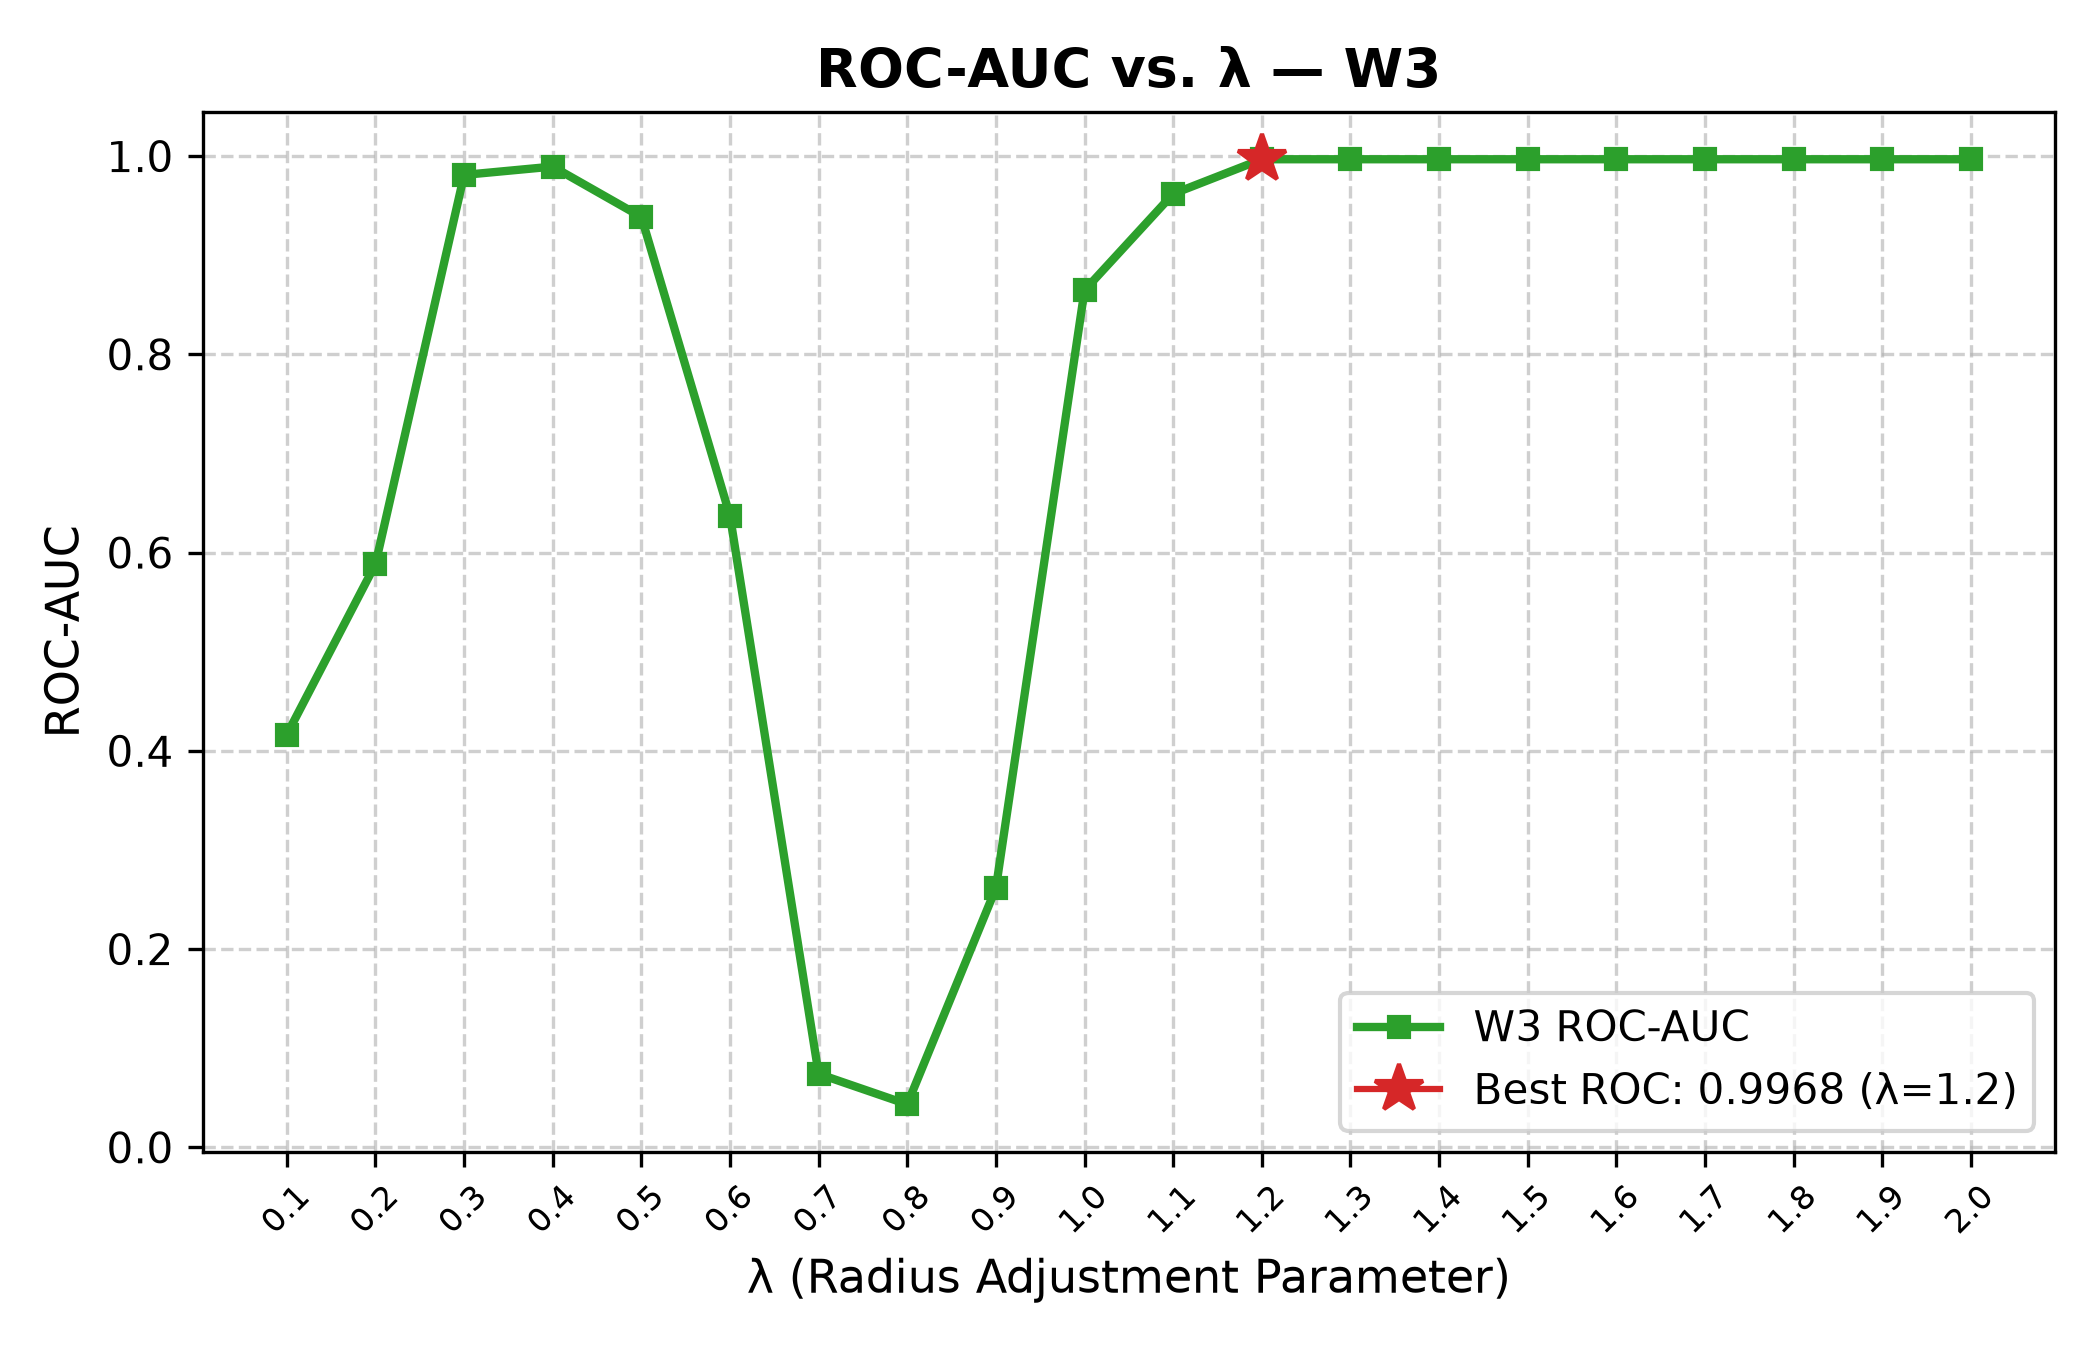 ROC-AUC vs. λ — W3
1.0
0.8
0.6
0.4
0.2
0.0
ROC-AUC
W3 ROC-AUC
Best ROC: 0.9968 (λ=1.2)
0.1 0.2 0.3 0.4 0.5 0.6 0.7 0.8 0.9 1.0 1.1 1.2 1.3 1.4 1.5 1.6 1.7 1.8 1.9 2.0
λ (Radius Adjustment Parameter)